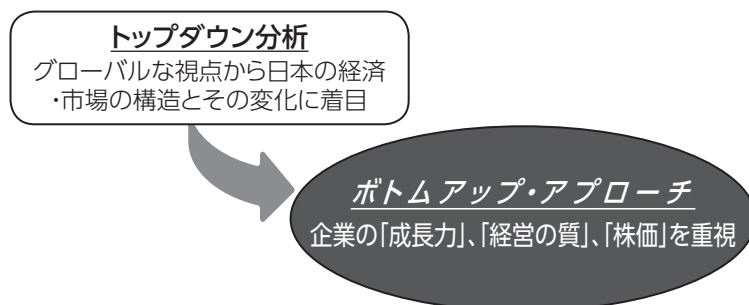 トップダウン分析
グローバルな視点から日本の経済
・市場の構造とその変化に着目
ボトムアップ・アプローチ
企業の「成長力」、「経営の質」、「株価」を重視